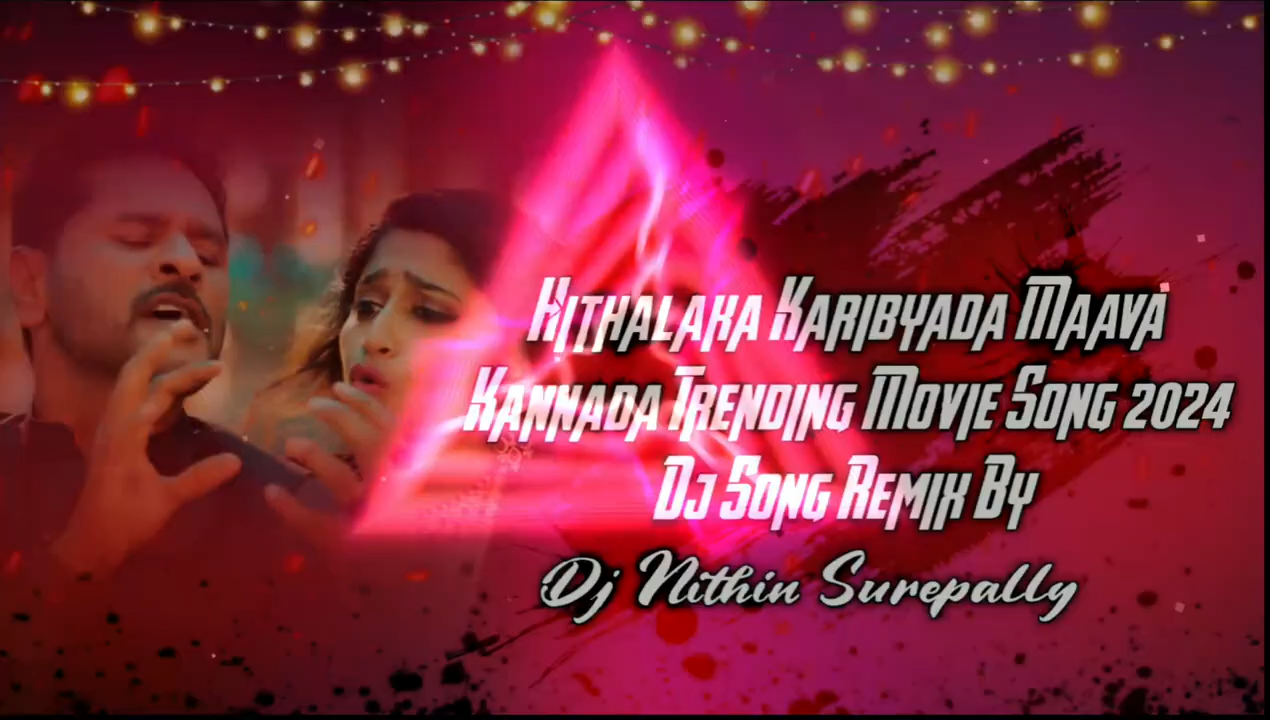 Hithalaka Karibyada Maava
Kannada Trending Movie Song 2024
Dj Song Remix By
Dj Nithin Surepally